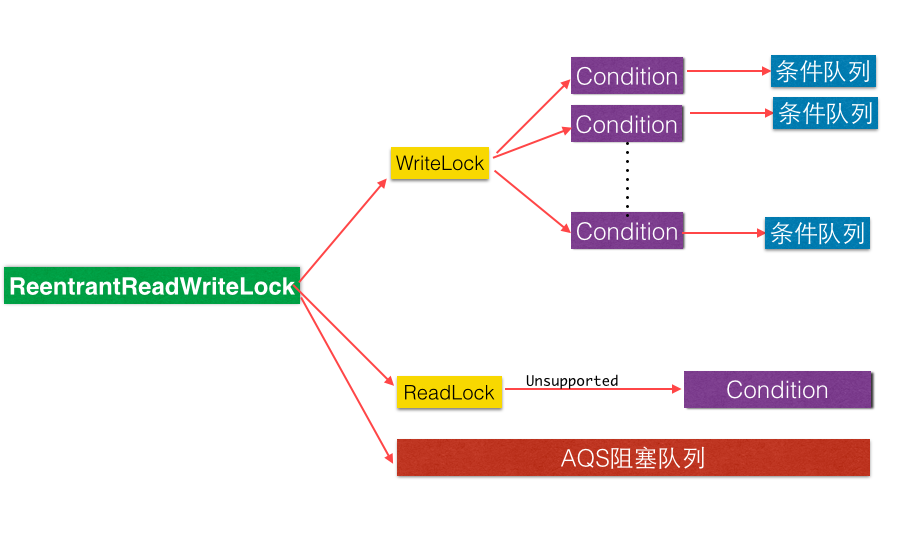 Condition
条件队列
Condition
条件队列
WriteLock
Condition
条件队列
ReentrantReadWriteLock
ReadLock
Unsupported
Condition
AQS阻塞队列